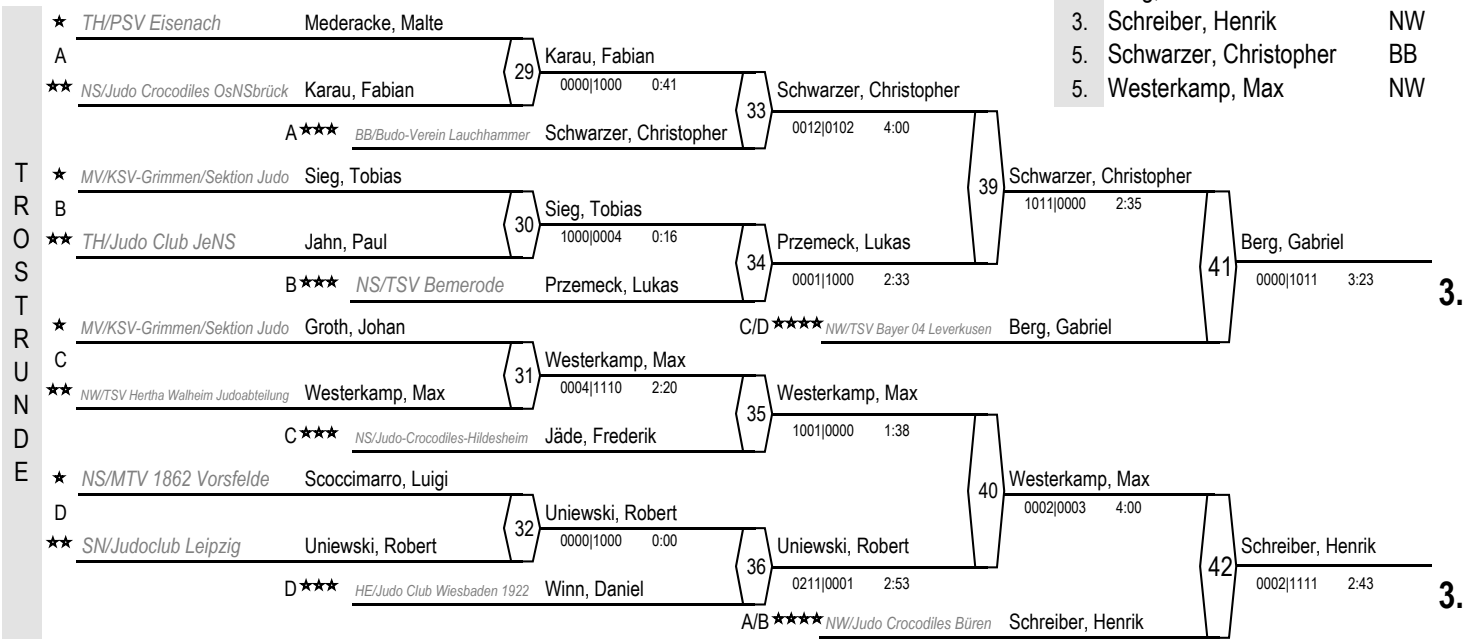 3. Schreiber, Henrik NW
5. Schwarzer, Christopher BB
5. Westerkamp, Max NW
TROSTRUNDE
★ TH/PSV Eisenach Mederacke, Malte
A
★★ NS/Judo Crocodiles OsNSbrück Karau, Fabian
29
Karau, Fabian
0000|1000 0:41
A★★★ BB/Budo-Verein Lauchhammer Schwarzer, Christopher
33
Schwarzer, Christopher
0012|0102 4:00
★ MV/KSV-Grimmen/Sektion Judo Sieg, Tobias
B
★★ TH/Judo Club JeNS Jahn, Paul
30
Sieg, Tobias
1000|0004 0:16
B★★★ NS/TSV Bemerode Przemeck, Lukas
34
Przemeck, Lukas
0001|1000 2:33
39
Schwarzer, Christopher
1011|0000 2:35
C/D★★★★ NW/TSV Bayer 04 Leverkusen Berg, Gabriel
41
Berg, Gabriel
0000|1011 3:23
3.
★ MV/KSV-Grimmen/Sektion Judo Groth, Johan
C
★★ NW/TSV Hertha Walheim Judoabteilung Westerkamp, Max
31
Westerkamp, Max
0004|1110 2:20
C★★★ NS/Judo-Crocodiles-Hildesheim Jäde, Frederik
35
Westerkamp, Max
1001|0000 1:38
★ NS/MTV 1862 Vorsfelde Scoccimarro, Luigi
D
★★ SN/Judoclub Leipzig Uniewski, Robert
32
Uniewski, Robert
0000|1000 0:00
D★★★ HE/Judo Club Wiesbaden 1922 Winn, Daniel
36
Uniewski, Robert
0211|0001 2:53
40
Westerkamp, Max
0002|0003 4:00
A/B★★★★ NW/Judo Crocodiles Büren Schreiber, Henrik
42
Schreiber, Henrik
0002|1111 2:43
3.